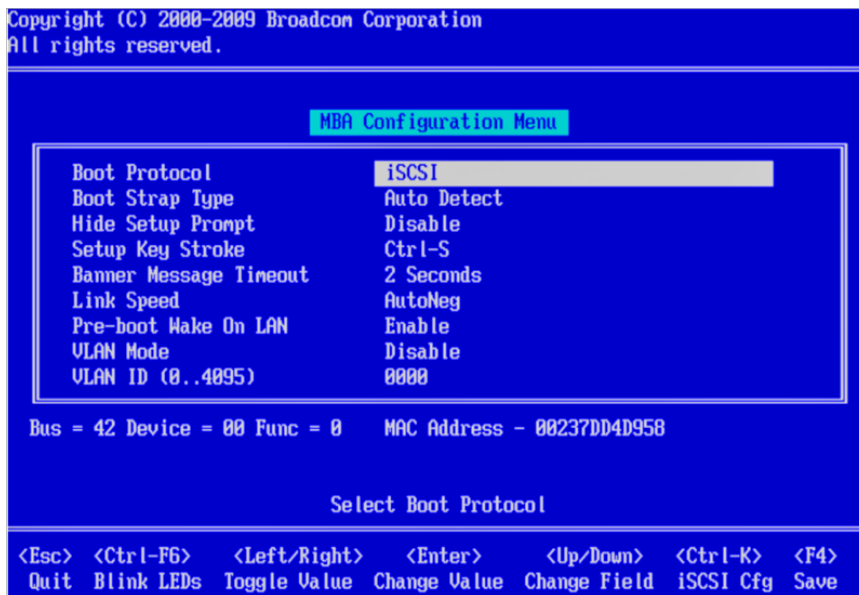 Copyright (C) 2000-2009 Broadcom Corporation
All rights reserved.
MBA Configuration Menu
Boot Protocol iSCSI
Boot Strap Type Auto Detect
Hide Setup Prompt Disable
Setup Key Stroke Ctrl-S
Banner Message Timeout 2 Seconds
Link Speed AutoNeg
Pre-boot Wake On LAN Enable
VLAN Mode Disable
VLAN ID (0..4095) 0000
Bus = 42 Device = 00 Func = 0 MAC Address - 00237DD4D958
Select Boot Protocol
<Esc> <Ctrl-F6> <Left/Right> <Enter> <Up/Down> <Ctrl-K> <F4>
Quit Blink LEDs Toggle Value Change Value Change Field iSCSI Cfg Save